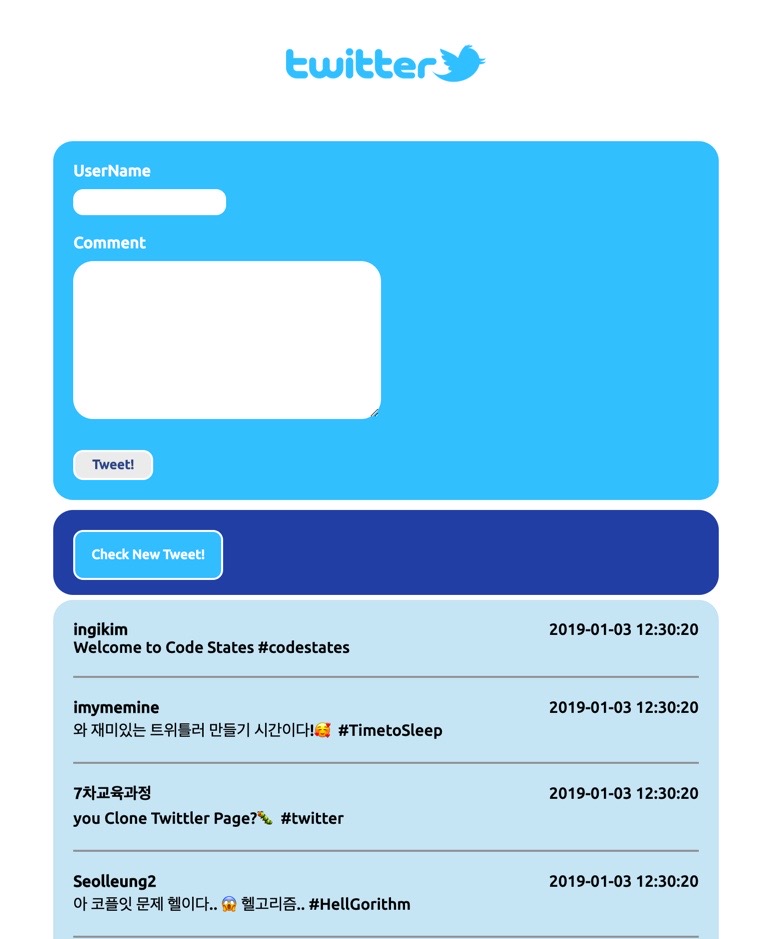 twitter
UserName
Comment
Tweet!
Check New Tweet!
ingikim 2019-01-03 12:30:20
Welcome to Code States #codestates
imymemine 2019-01-03 12:30:20
와 재미있는 트위틀러 만들기 시간이다!🥰 #TimetoSleep
7차교육과정 2019-01-03 12:30:20
you Clone Twittler Page?🐛 #twitter
Seolleung2 2019-01-03 12:30:20
아 코플잇 문제 헬이다.. 😱 헬고리즘.. #HellGorithm